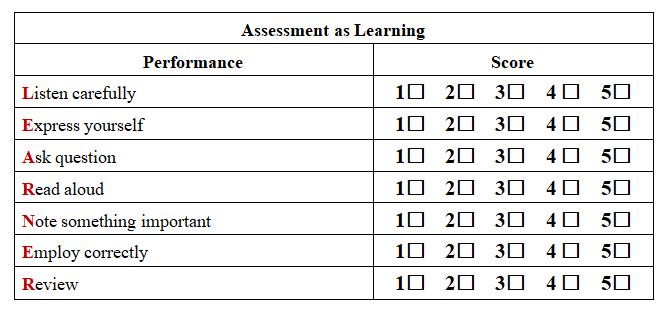 Assessment as Learning
Performance Score
Listen carefully 1☐ 2☐ 3☐ 4☐ 5☐
Express yourself 1☐ 2☐ 3☐ 4☐ 5☐
Ask question 1☐ 2☐ 3☐ 4☐ 5☐
Read aloud 1☐ 2☐ 3☐ 4☐ 5☐
Note something important 1☐ 2☐ 3☐ 4☐ 5☐
Employ correctly 1☐ 2☐ 3☐ 4☐ 5☐
Review 1☐ 2☐ 3☐ 4☐ 5☐